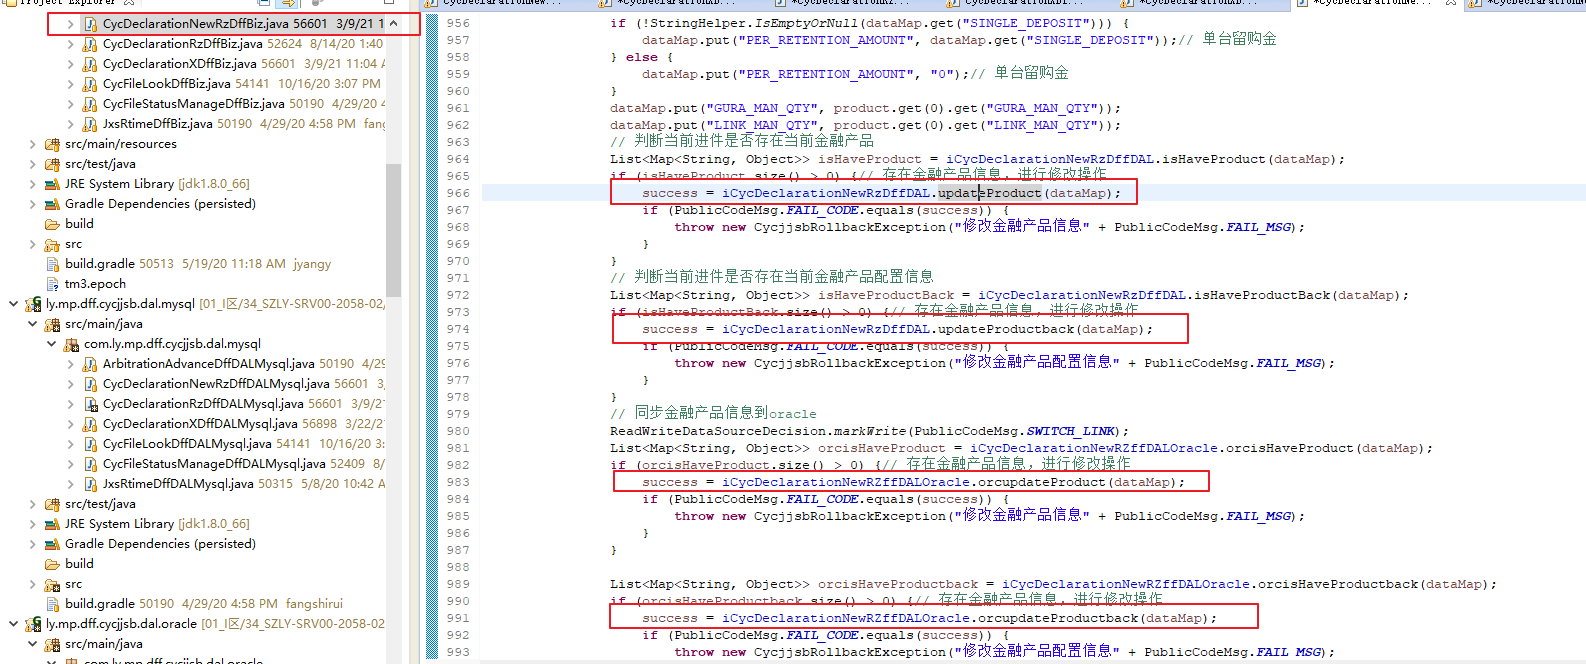 Project Explorer
CycDeclarationNewRzDffBiz.java 56601 3/9/21 1
CycDeclarationRzDffBiz.java 52624 8/14/20 1:40
CycDeclarationXDffBiz.java 56601 3/9/21 11:04 A
CycFileLookDffBiz.java 54141 10/16/20 3:07 PM
CycFileStatusManageDffBiz.java 50190 4/29/20 4
JxsRtimeDffBiz.java 50190 4/29/20 4:58 PM fang
src/main/resources
src/test/java
JRE System Library [jdk1.8.0_66]
Gradle Dependencies (persisted)
build
src
build.gradle 50513 5/19/20 11:18 AM jyangy
tm3.epoch
ly.mp.dff.cycjjsb.dal.mysql [01_I区/34_SZLY-SRV00-2058-02/
src/main/java
com.ly.mp.dff.cycjjsb.dal.mysql
ArbitrationAdvanceDffDALMysql.java 50190 4/29
CycDeclarationNewRzDffDALMysql.java 56601 3/
CycDeclarationRzDffDALMysql.java 56601 3/9/21
CycDeclarationXDffDALMysql.java 56898 3/22/21
CycFileLookDffDALMysql.java 54141 10/16/20 3:
CycFileStatusManageDffDALMysql.java 52409 8/
JxsRtimeDffDALMysql.java 50315 5/8/20 10:42 A
src/test/java
JRE System Library [jdk1.8.0_66]
Gradle Dependencies (persisted)
build
src
build.gradle 50190 4/29/20 4:58 PM fangshirui
ly.mp.dff.cycjjsb.dal.oracle [01_I区/34_SZLY-SRV00-2058-02
src/main/java
com.ly.mp.dff.cycjjsb.dal.oracle
956 if (!StringHelper.IsEmptyOrNull(dataMap.get("SINGLE_DEPOSIT"))) {
957 dataMap.put("PER_RETENTION_AMOUNT", dataMap.get("SINGLE_DEPOSIT"));// 单台留购金
958 } else {
959 dataMap.put("PER_RETENTION_AMOUNT", "0");// 单台留购金
960 }
961 dataMap.put("GURA_MAN_QTY", product.get(0).get("GURA_MAN_QTY"));
962 dataMap.put("LINK_MAN_QTY", product.get(0).get("LINK_MAN_QTY"));
963 // 判断当前进件是否存在当前金融产品
964 List<Map<String, Object>> isHaveProduct = iCycDeclarationNewRzDffDAL.isHaveProduct(dataMap);
965 if (isHaveProduct.size() > 0) {// 存在金融产品信息, 进行修改操作
966 success = iCycDeclarationNewRzDffDAL.updateProduct(dataMap);
967 if (PublicCodeMsg.FAIL_CODE.equals(success)) {
968 throw new CycjjsbRollbackException("修改金融产品信息" + PublicCodeMsg.FAIL_MSG);
969 }
970 }
971 // 判断当前进件是否存在当前金融产品配置信息
972 List<Map<String, Object>> isHaveProductBack = iCycDeclarationNewRzDffDAL.isHaveProductBack(dataMap);
973 if (isHaveProductBack.size() > 0) {// 存在金融产品信息, 进行修改操作
974 success = iCycDeclarationNewRzDffDAL.updateProductback(dataMap);
975 if (PublicCodeMsg.FAIL_CODE.equals(success)) {
976 throw new CycjjsbRollbackException("修改金融产品配置信息" + PublicCodeMsg.FAIL_MSG);
977 }
978 }
979 // 同步金融产品信息到oracle
980 ReadWriteDataSourceDecision.markWrite(PublicCodeMsg.SWITCH_LINK);
981 List<Map<String, Object>> orcisHaveProduct = iCycDeclarationNewRZffDALOracle.orcisHaveProduct(dataMap);
982 if (orcisHaveProduct.size() > 0) {// 存在金融产品信息, 进行修改操作
983 success = iCycDeclarationNewRZffDALOracle.orcupdateProduct(dataMap);
984 if (PublicCodeMsg.FAIL_CODE.equals(success)) {
985 throw new CycjjsbRollbackException("修改金融产品信息" + PublicCodeMsg.FAIL_MSG);
986 }
987 }
988
989 List<Map<String, Object>> orcisHaveProductback = iCycDeclarationNewRZffDALOracle.orcisHaveProductback(dataMap);
990 if (orcisHaveProductback.size() > 0) {// 存在金融产品信息, 进行修改操作
991 success = iCycDeclarationNewRZffDALOracle.orcupdateProductback(dataMap);
992 if (PublicCodeMsg.FAIL_CODE.equals(success)) {
993 throw new CycjjsbRollbackException("修改金融产品配置信息" + PublicCodeMsg.FAIL_MSG);